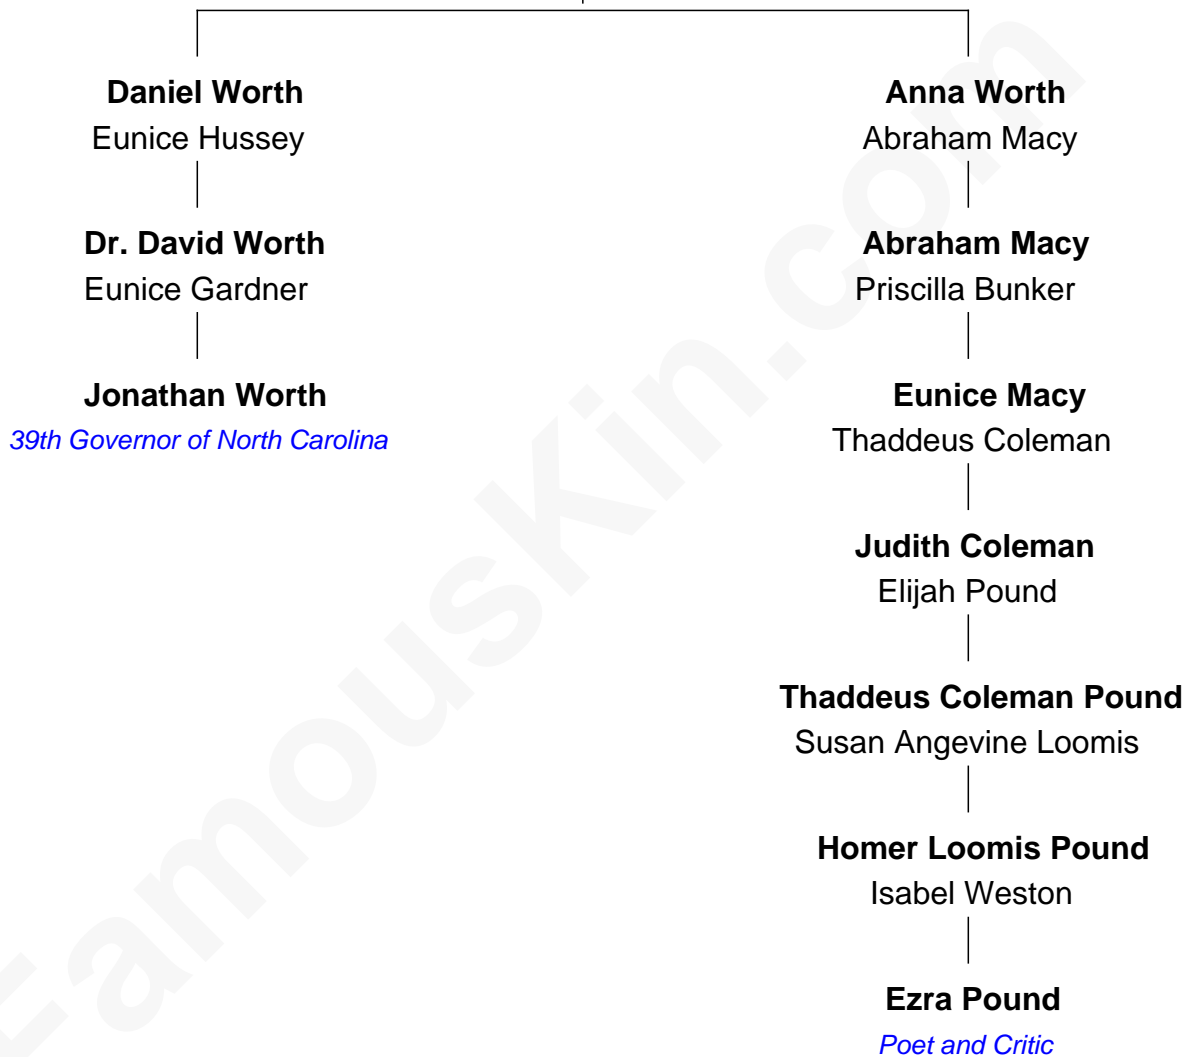 Daniel Worth
Eunice Hussey
Dr. David Worth
Eunice Gardner
Jonathan Worth
39th Governor of North Carolina
Anna Worth
Abraham Macy
Abraham Macy
Priscilla Bunker
Eunice Macy
Thaddeus Coleman
Judith Coleman
Elijah Pound
Thaddeus Coleman Pound
Susan Angevine Loomis
Homer Loomis Pound
Isabel Weston
Ezra Pound
Poet and Critic
FamousKin.com